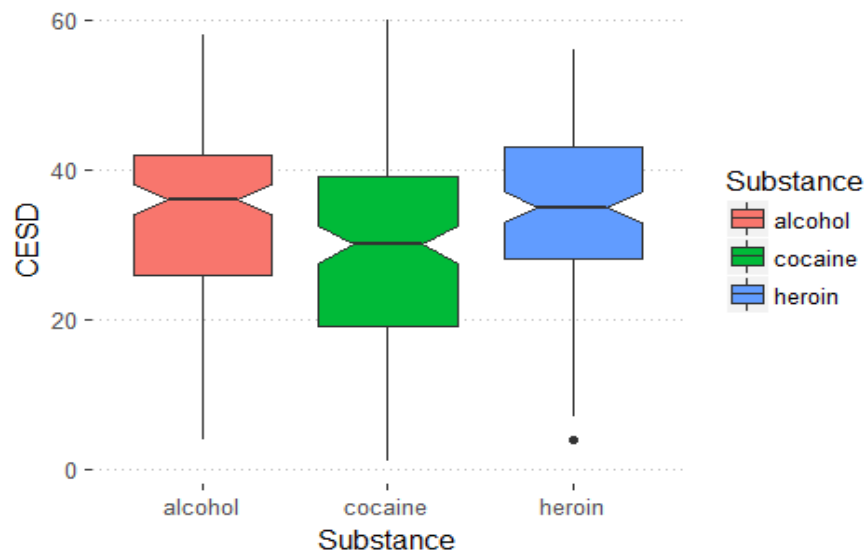 60
40
20
0
CESD
alcohol cocaine heroin
Substance
Substance
alcohol
cocaine
heroin